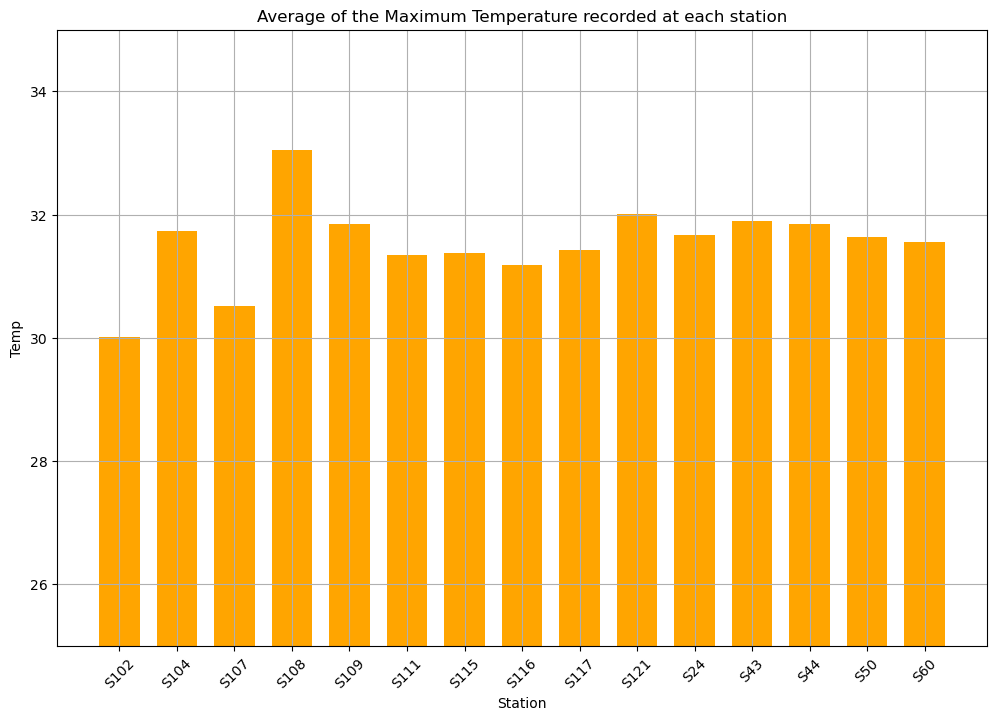 Average of the Maximum Temperature recorded at each station
34
32
30
28
26
Temp
S102
S104
S107
S108
S109
S111
S115
S116
S117
S121
S24
S43
S44
S50
S60
Station